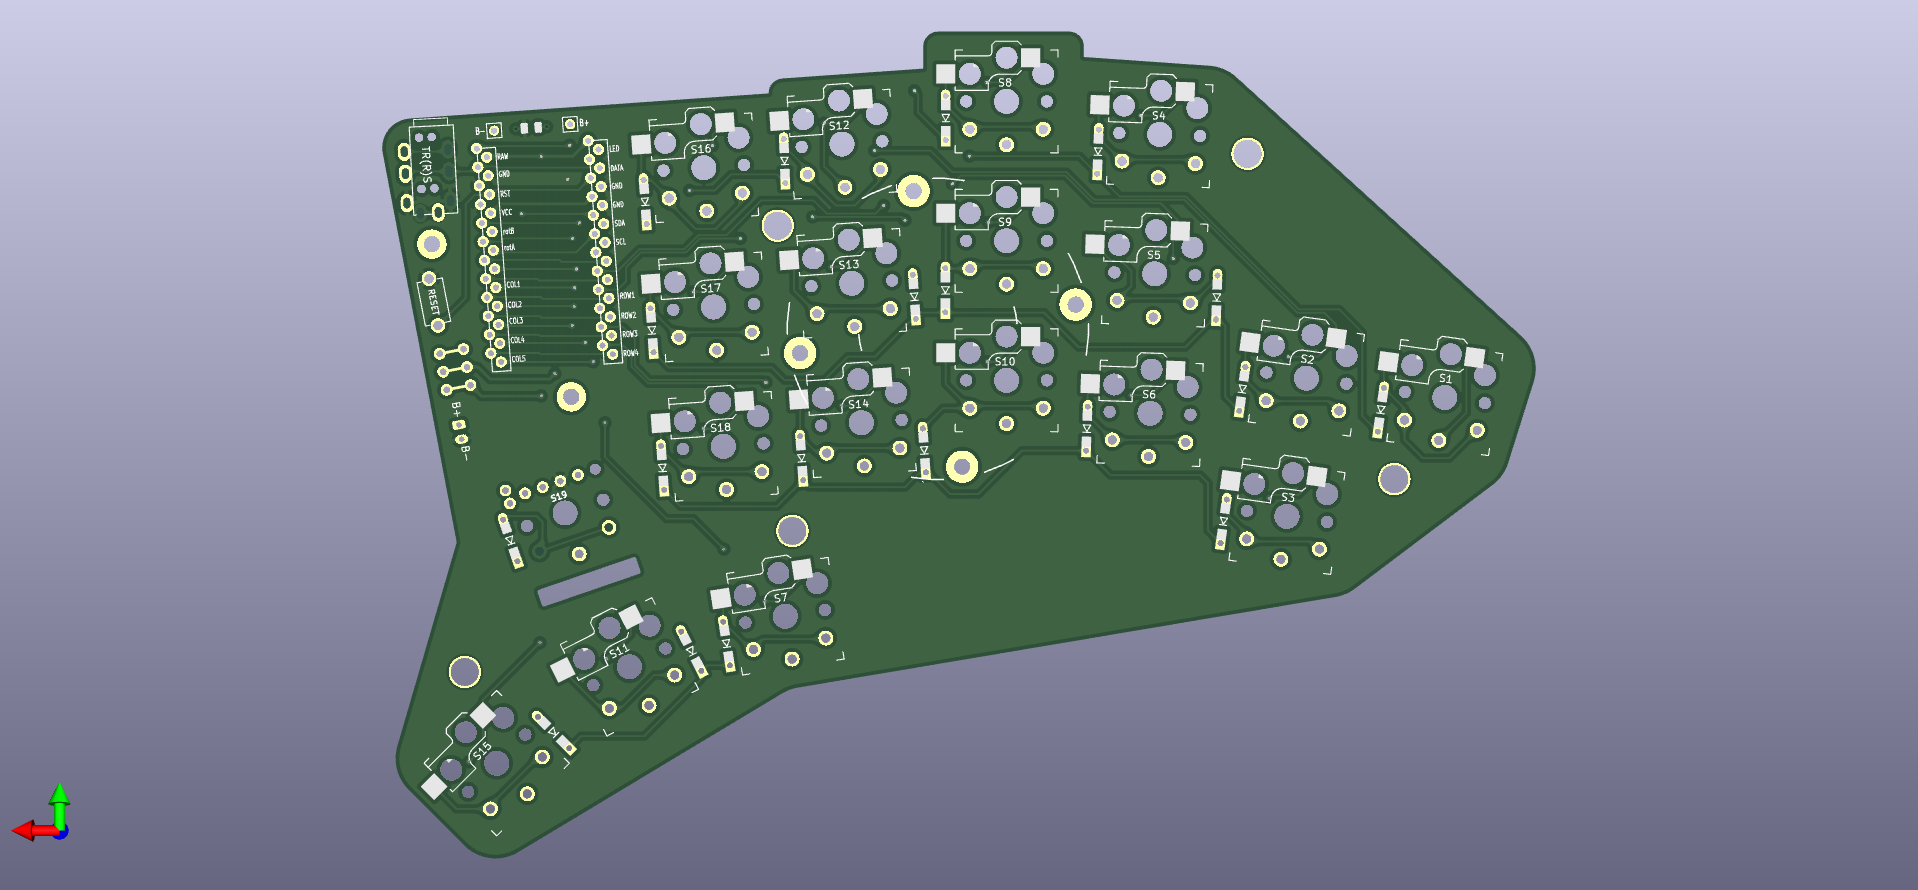 B-
B+
TR(R)S
RAW
GND
RST
VCC
rotB
rotA
COL1
COL2
COL3
COL4
COL5
LED
DATA
GND
GND
SDA
SCL
ROW1
ROW2
ROW3
ROW4
RESET
B+
B-
S8
S4
S12
S16
S9
S5
S13
S17
S10
S2
S1
S6
S14
S18
S3
S19
S7
S11
S15